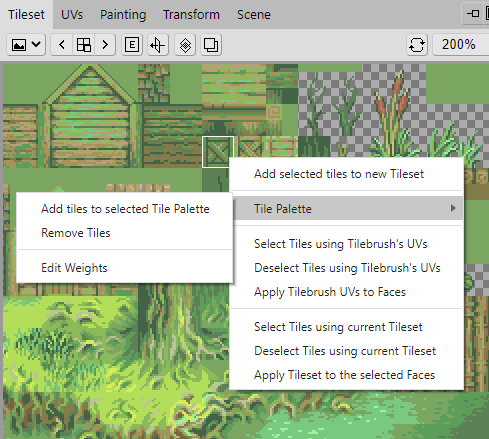 Tileset UVs Painting Transform Scene
E 200%
Add selected tiles to new Tileset
Add tiles to selected Tile Palette
Tile Palette
Remove Tiles
Edit Weights
Select Tiles using Tilebrush's UVs
Deselect Tiles using Tilebrush's UVs
Apply Tilebrush UVs to Faces
Select Tiles using current Tileset
Deselect Tiles using current Tileset
Apply Tileset to the selected Faces